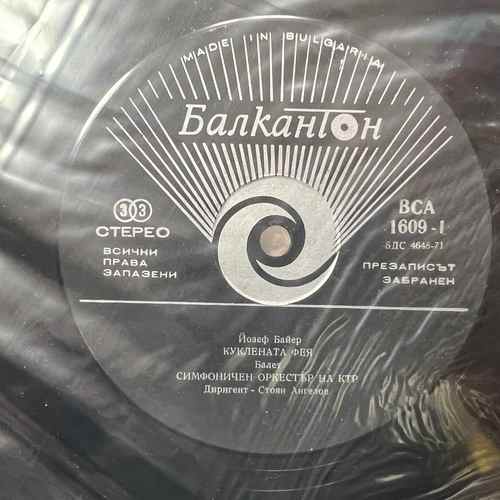 MADE IN BULGARIA
Балкантон
33
СТЕРЕО
ВСИЧНИ
ПРАВА
ЗАПАЗЕНИ
ВСА
1609-I
БДС 4646-71
ПРЕЗАПИСЪТ
ЗАБРАНЕН
Йозеф Байер
КУКЛЕНАТА ФЕЯ
Балет
СИМФОНИЧЕН ОРКЕСТЪР НА КТР
Диригент - Стоян Ангелов